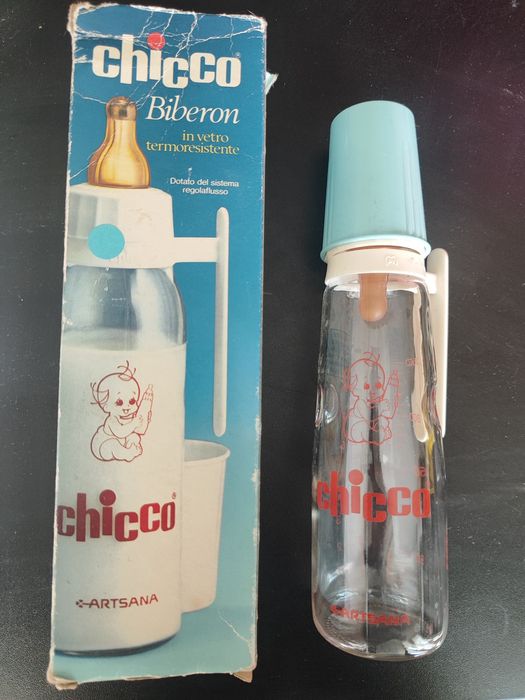 chicco®
Biberon
in vetro
termoresistente
Dotato del sistema
regolaflusso
chicco®
ARTSANA
chicco
ARTSANA